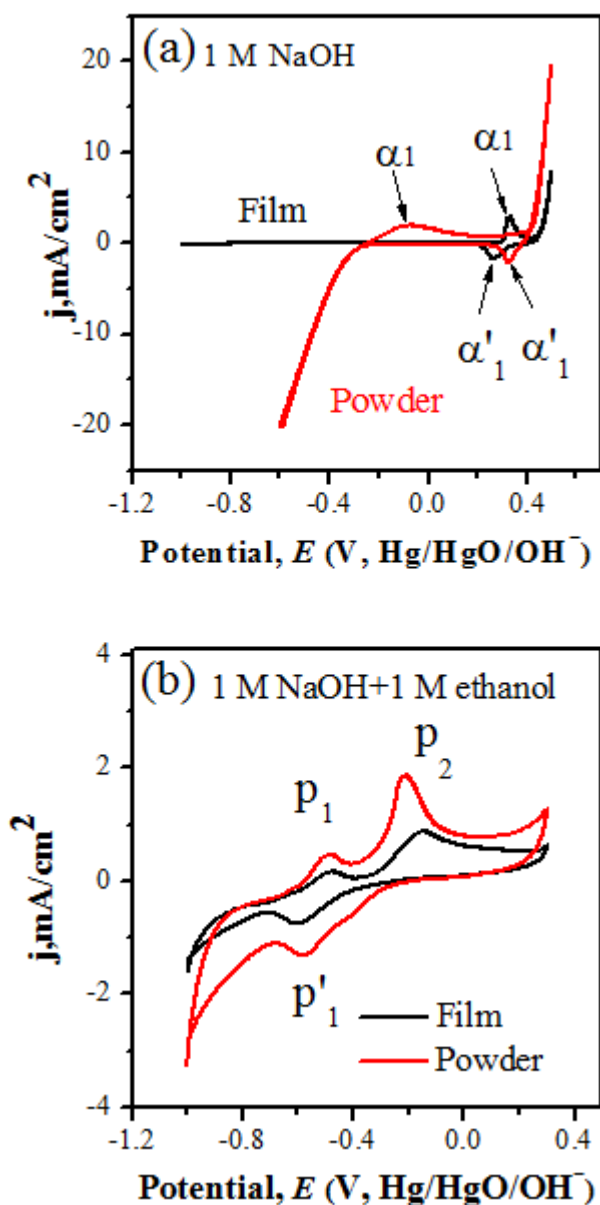 (a) 1 M NaOH
20
10
0
-10
-20
j,mA/cm²
α1
α1
Film
α'₁ α'₁
Powder
-1.2 -0.8 -0.4 0.0 0.4
Potential, E (V, Hg/HgO/OH⁻)
(b) 1 M NaOH+1 M ethanol
4
2
0
-2
-4
j,mA/cm²
p₂
p₁
p'₁
Film
Powder
-1.2 -0.8 -0.4 0.0 0.4
Potential, E (V, Hg/HgO/OH⁻)